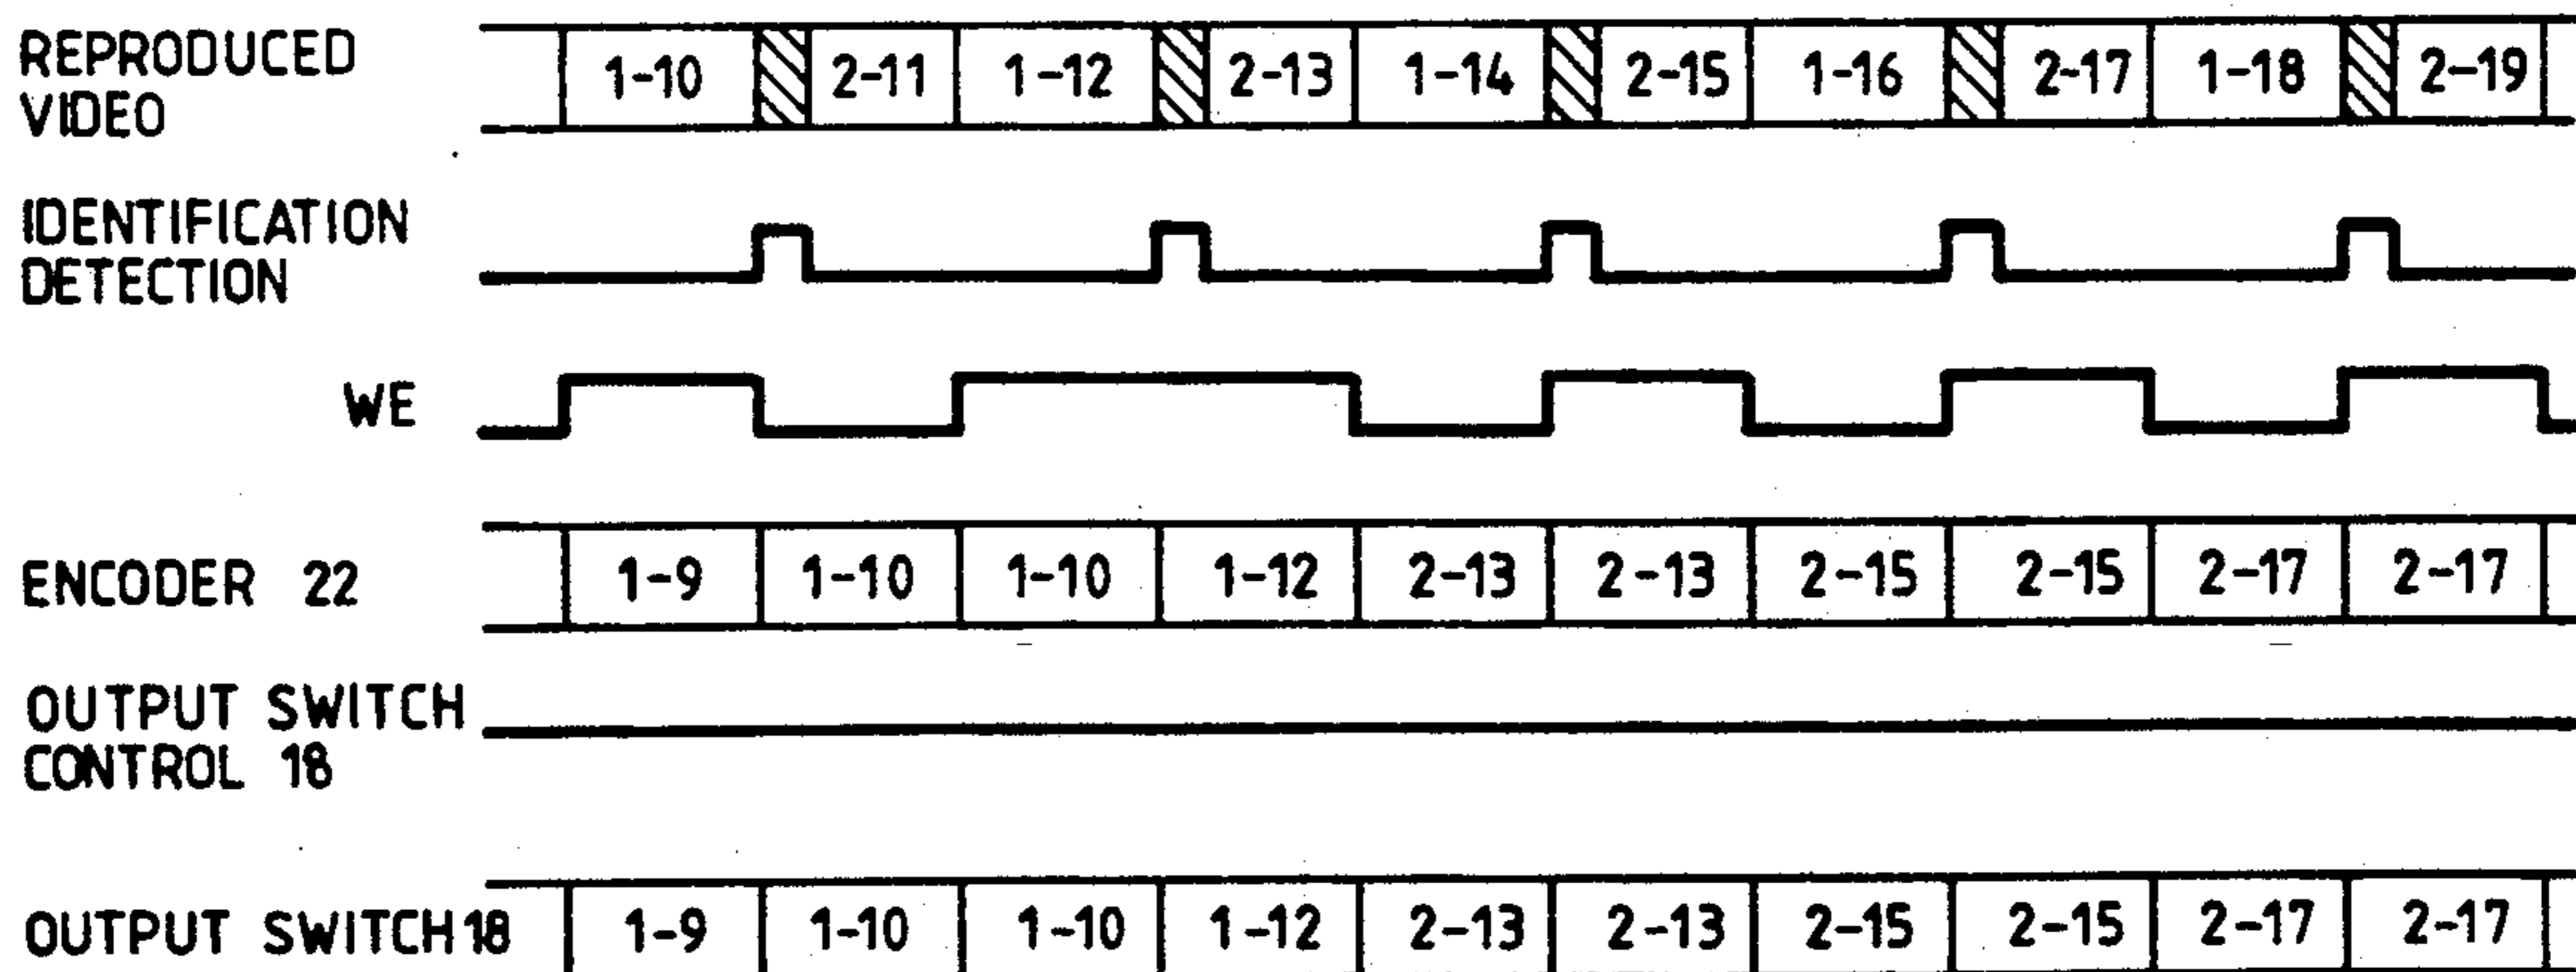 REPRODUCED
VIDEO
1-10 2-11 1-12 2-13 1-14 2-15 1-16 2-17 1-18 2-19
IDENTIFICATION
DETECTION
WE
ENCODER 22
1-9 1-10 1-10 1-12 2-13 2-13 2-15 2-15 2-17 2-17
OUTPUT SWITCH
CONTROL 18
OUTPUT SWITCH 18
1-9 1-10 1-10 1-12 2-13 2-13 2-15 2-15 2-17 2-17